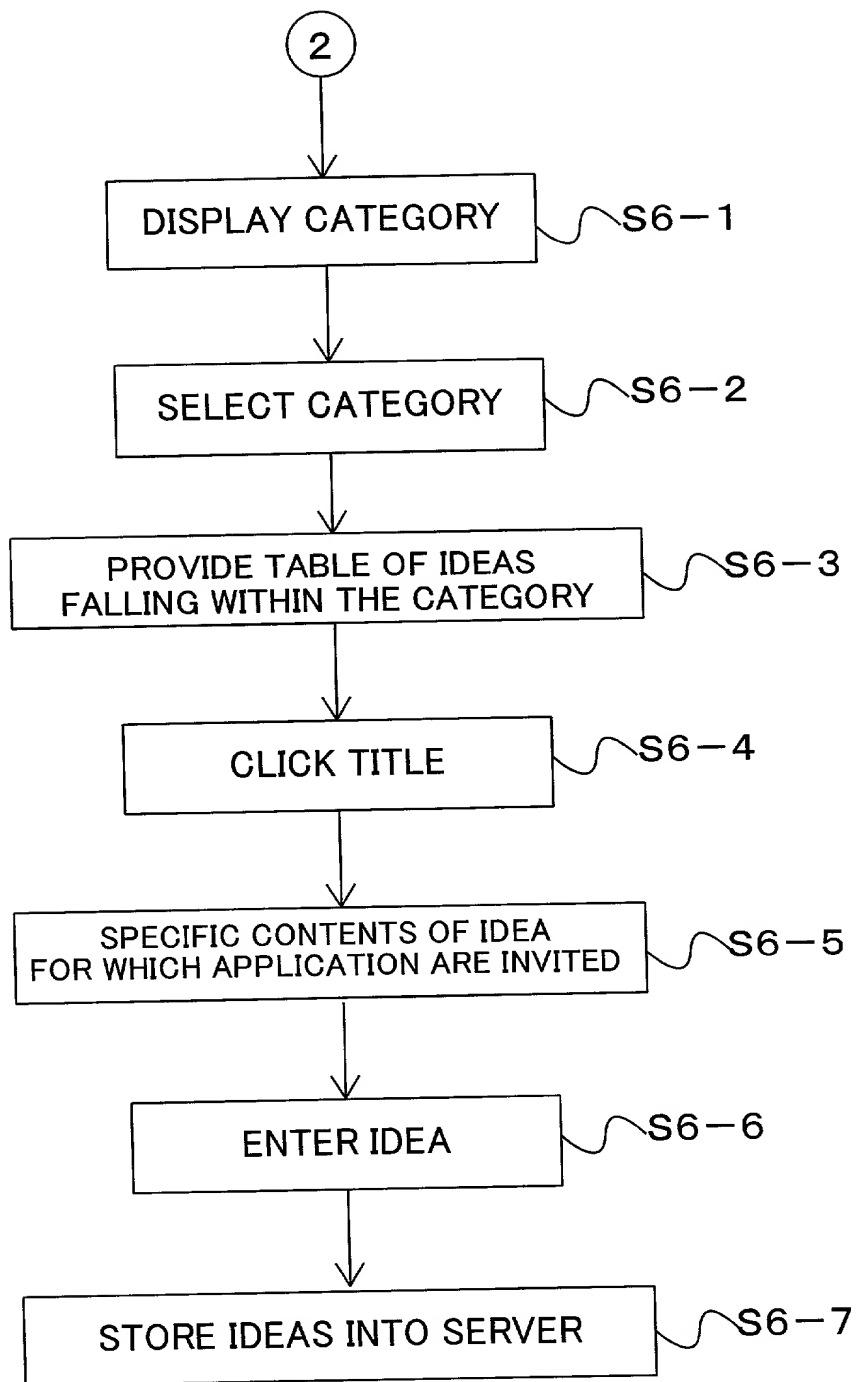 2
DISPLAY CATEGORY
S6-1
SELECT CATEGORY
S6-2
PROVIDE TABLE OF IDEAS
FALLING WITHIN THE CATEGORY
S6-3
CLICK TITLE
S6-4
SPECIFIC CONTENTS OF IDEA
FOR WHICH APPLICATION ARE INVITED
S6-5
ENTER IDEA
S6-6
STORE IDEAS INTO SERVER
S6-7